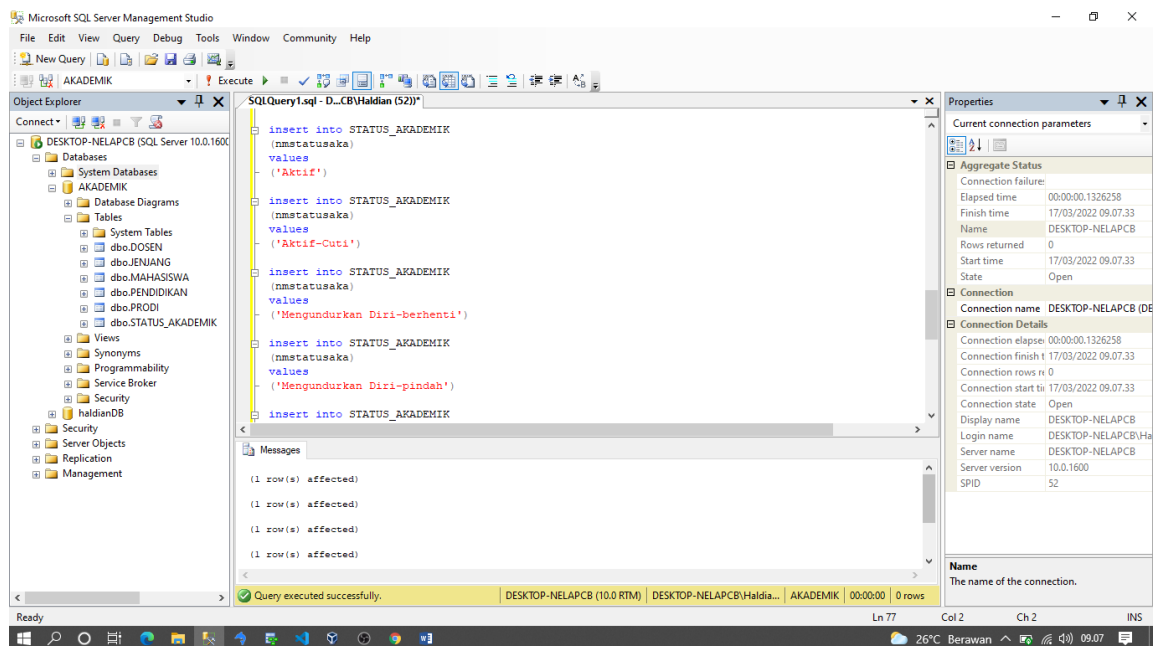 Microsoft SQL Server Management Studio
File Edit View Query Debug Tools Window Community Help
New Query
AKADEMIK Execute
Object Explorer
Connect
DESKTOP-NELAPCB (SQL Server 10.0.1600
Databases
System Databases
AKADEMIK
Database Diagrams
Tables
System Tables
dbo.DOSEN
dbo.JENJANG
dbo.MAHASISWA
dbo.PENDIDIKAN
dbo.PRODI
dbo.STATUS_AKADEMIK
Views
Synonyms
Programmability
Service Broker
Security
haldianDB
Security
Server Objects
Replication
Management
SQLQuery1.sql - D...CB\Haldian (52))*
insert into STATUS_AKADEMIK
(nmstatusaka)
values
('Aktif')
insert into STATUS_AKADEMIK
(nmstatusaka)
values
('Aktif-Cuti')
insert into STATUS_AKADEMIK
(nmstatusaka)
values
('Mengundurkan Diri-berhenti')
insert into STATUS_AKADEMIK
(nmstatusaka)
values
('Mengundurkan Diri-pindah')
insert into STATUS_AKADEMIK
Messages
(1 row(s) affected)
(1 row(s) affected)
(1 row(s) affected)
(1 row(s) affected)
Query executed successfully. DESKTOP-NELAPCB (10.0 RTM) DESKTOP-NELAPCB\Haldia... AKADEMIK 00:00:00 0 rows
Properties
Current connection parameters
Aggregate Status
Connection failures
Elapsed time 00:00:00.1326258
Finish time 17/03/2022 09.07.33
Name DESKTOP-NELAPCB
Rows returned 0
Start time 17/03/2022 09.07.33
State Open
Connection
Connection name DESKTOP-NELAPCB (DE
Connection Details
Connection elapse 00:00:00.1326258
Connection finish t 17/03/2022 09.07.33
Connection rows re 0
Connection start ti 17/03/2022 09.07.33
Connection state Open
Display name DESKTOP-NELAPCB
Login name DESKTOP-NELAPCB\Ha
Server name DESKTOP-NELAPCB
Server version 10.0.1600
SPID 52
Name
The name of the connection.
Ready Ln 77 Col 2 Ch 2 INS
26°C Berawan 09.07